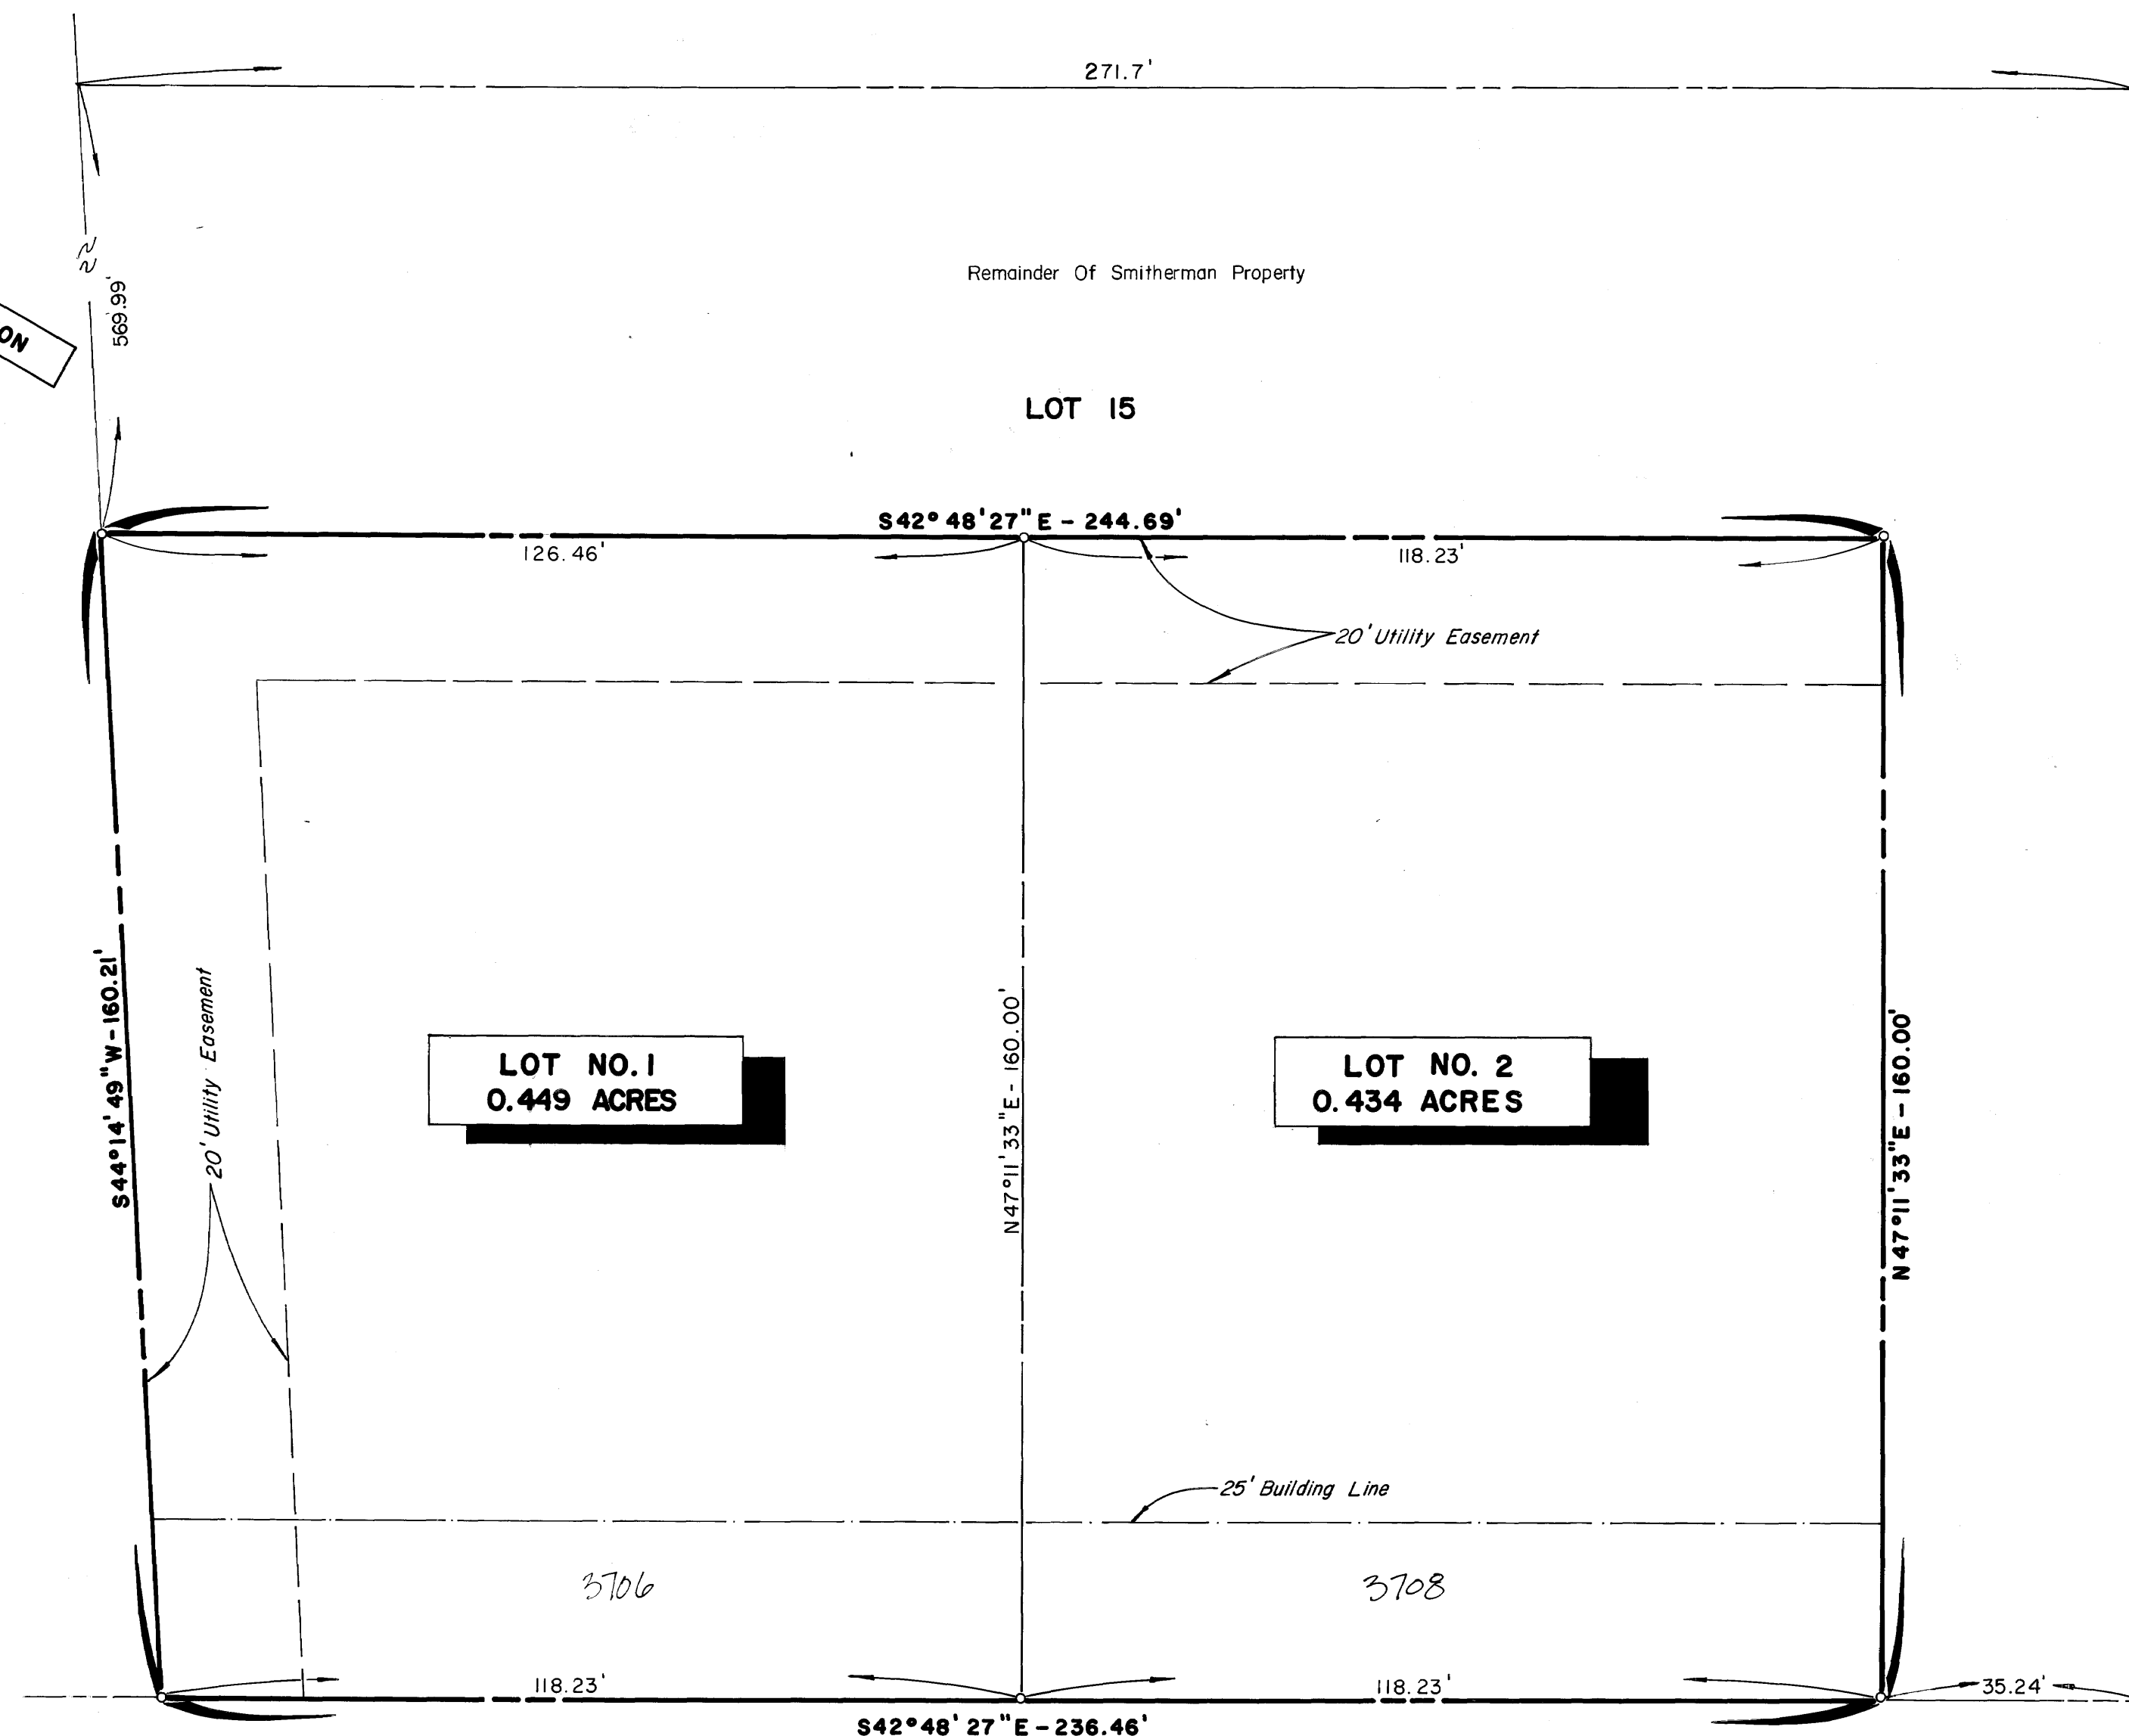 271.7'
569.99'
Remainder Of Smitherman Property
ON
LOT 15
S42°48'27"E - 244.69'
126.46'
118.23'
20' Utility Easement
S44°14'49"W-160.21'
20' Utility Easement
LOT NO. 1
0.449 ACRES
N47°11'33"E - 160.00'
LOT NO. 2
0.434 ACRES
N47°11'33"E - 160.00'
25' Building Line
3706
3708
118.23'
118.23'
35.24'
S42°48'27"E - 236.46'